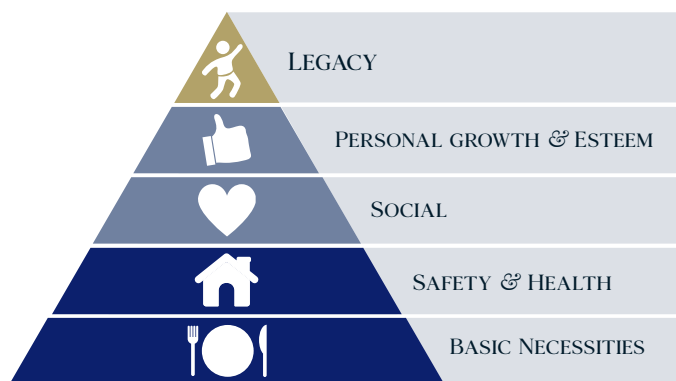 Legacy
Personal growth & Esteem
Social
Safety & Health
Basic Necessities